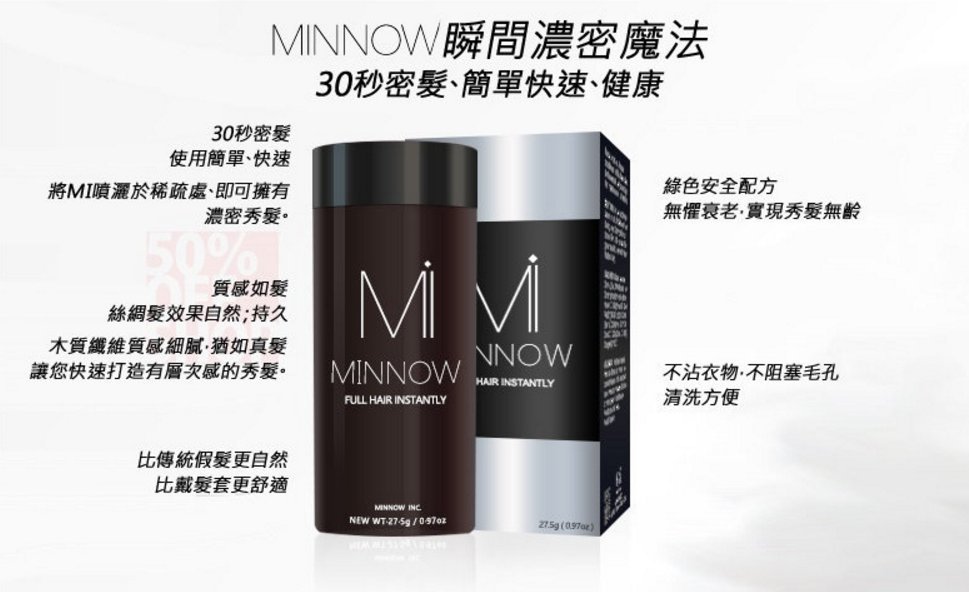 MINNOW瞬間濃密魔法
30秒密髮、簡單快速、健康
30秒密髮
使用簡單、快速
將MI噴灑於稀疏處、即可擁有
濃密秀髮。
50%
質感如髮
絲綢髮效果自然;持久
木質纖維質感細膩,猶如真髮
讓您快速打造有層次感的秀髮。
比傳統假髮更自然
比戴髮套更舒適
Mi
MINNOW
FULL HAIR INSTANTLY
MINNOW INC.
NEW WT-27-5g / 0-97oz
Mi
NNOW
HAIR INSTANTLY
27.5g ( 0.97oz )
綠色安全配方
無懼衰老,實現秀髮無齡
不沾衣物,不阻塞毛孔
清洗方便